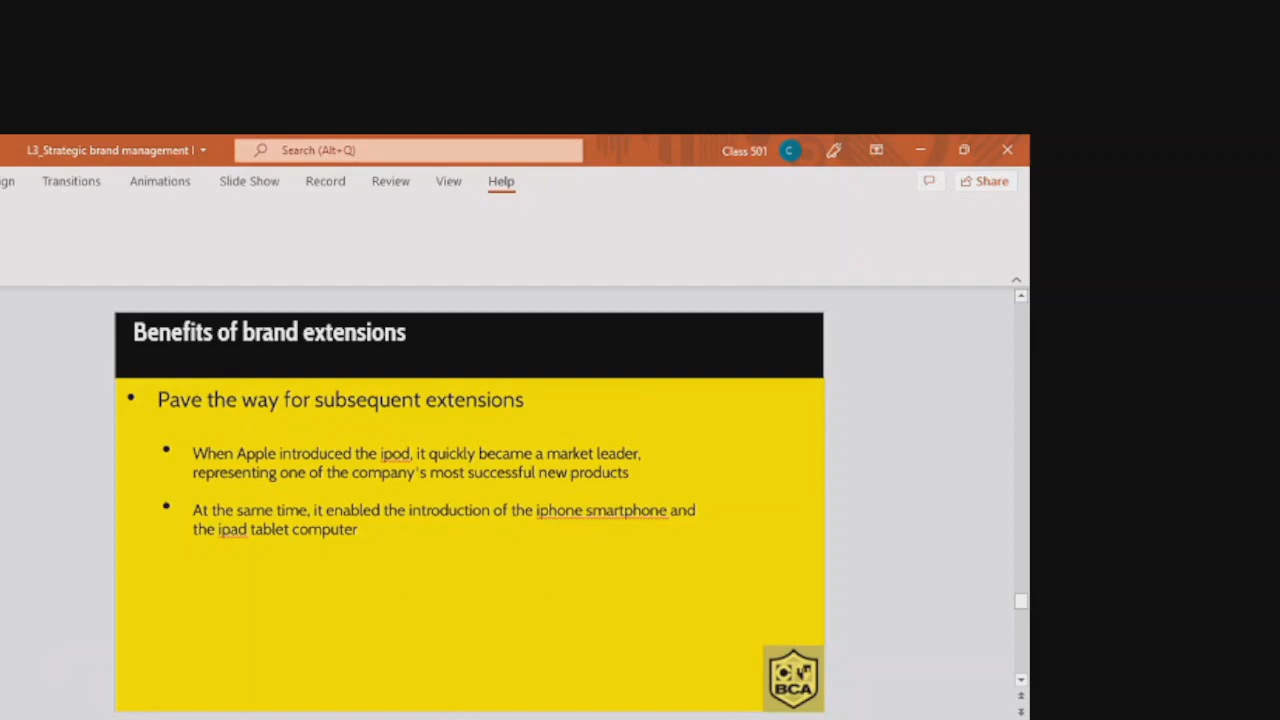 L3_Strategic brand management I
Search (Alt+Q)
Class 501
C
gn
Transitions
Animations
Slide Show
Record
Review
View
Help
Share
Benefits of brand extensions
• Pave the way for subsequent extensions
• When Apple introduced the ipod, it quickly became a market leader,
representing one of the company's most successful new products
• At the same time, it enabled the introduction of the iphone smartphone and
the ipad tablet computer
BCA